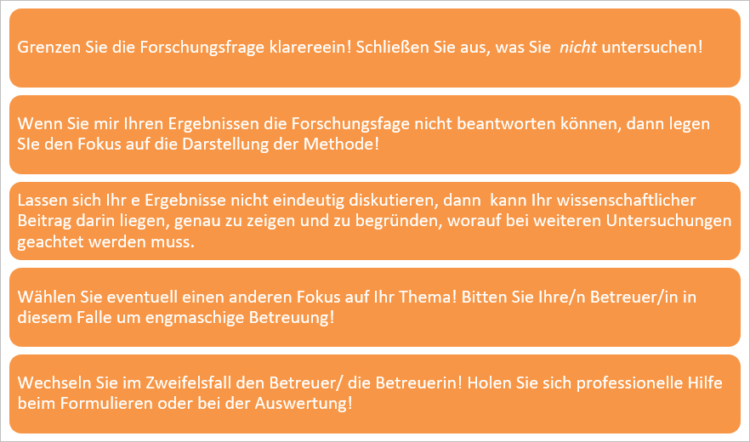 Grenzen Sie die Forschungsfrage klarereein! Schließen Sie aus, was Sie nicht untersuchen!
Wenn Sie mir Ihren Ergebnissen die Forschungsfage nicht beantworten können, dann legen
SIe den Fokus auf die Darstellung der Methode!
Lassen sich Ihr e Ergebnisse nicht eindeutig diskutieren, dann kann Ihr wissenschaftlicher
Beitrag darin liegen, genau zu zeigen und zu begründen, worauf bei weiteren Untersuchungen
geachtet werden muss.
Wählen Sie eventuell einen anderen Fokus auf Ihr Thema! Bitten Sie Ihre/n Betreuer/in in
diesem Falle um engmaschige Betreuung!
Wechseln Sie im Zweifelsfall den Betreuer/ die Betreuerin! Holen Sie sich professionelle Hilfe
beim Formulieren oder bei der Auswertung!